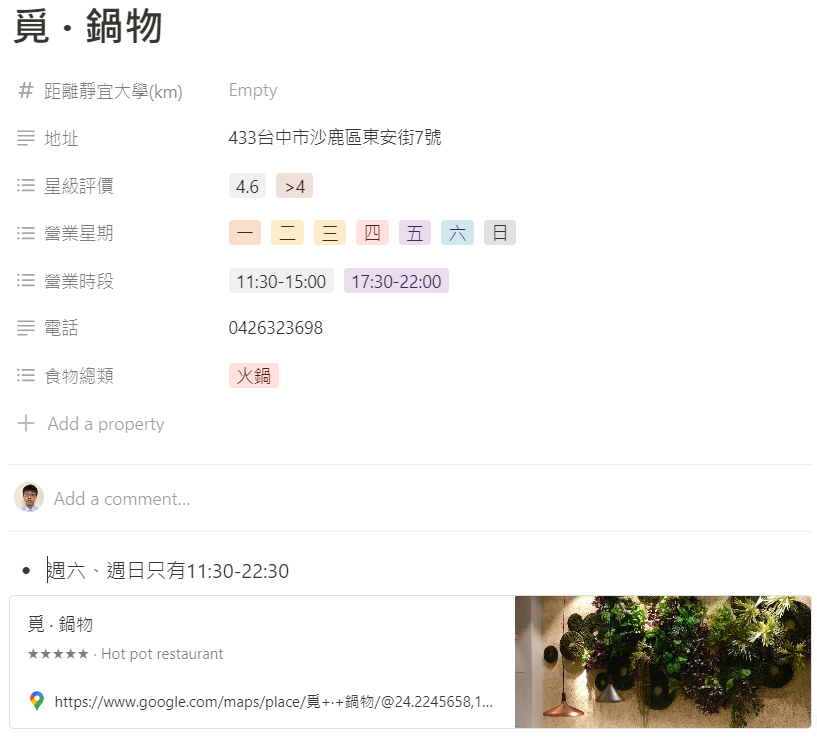 覓 · 鍋物
距離靜宜大學(km) Empty
地址 433台中市沙鹿區東安街7號
星級評價 4.6 >4
營業星期 一 二 三 四 五 六 日
營業時段 11:30-15:00 17:30-22:00
電話 0426323698
食物總類 火鍋
Add a property
Add a comment…
週六、週日只有11:30-22:30
覓 · 鍋物
★★★★★ · Hot pot restaurant
https://www.google.com/maps/place/覓+·+鍋物/@24.2245658,1...